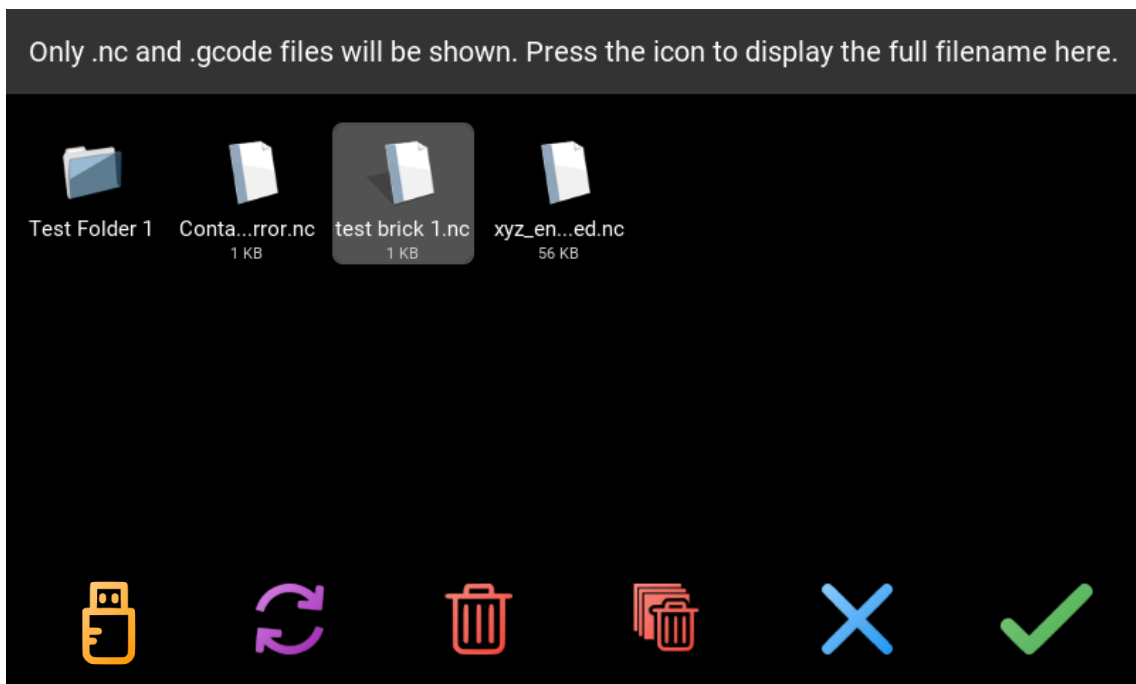 Only .nc and .gcode files will be shown. Press the icon to display the full filename here.
Test Folder 1
Conta...rror.nc
1 KB
test brick 1.nc
1 KB
xyz_en...ed.nc
56 KB